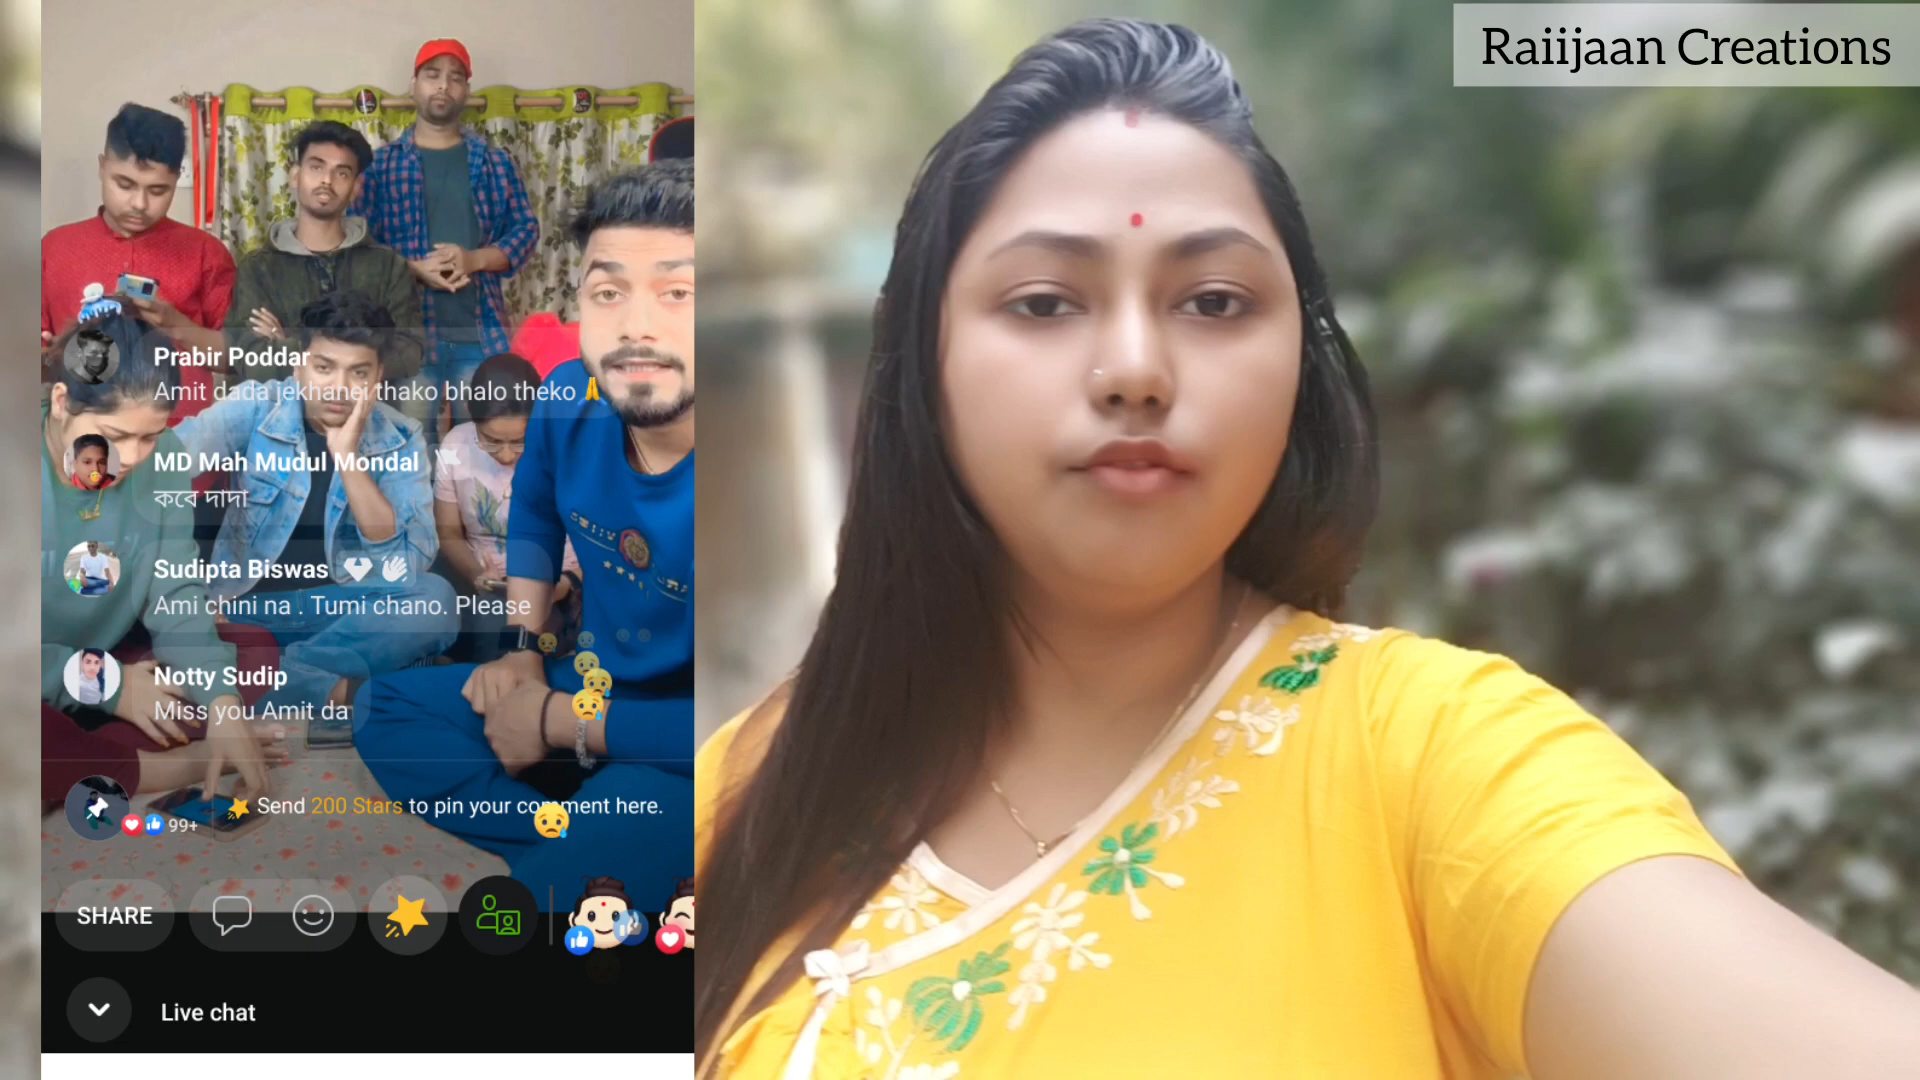 Raiijaan Creations
Prabir Poddar
Amit dada jekhanei thako bhalo theko
MD Mah Mudul Mondal
কবে দাদা
Sudipta Biswas
Ami chini na . Tumi chano. Please
Notty Sudip
Miss you Amit da
99+
Send 200 Stars to pin your comment here.
SHARE
Live chat